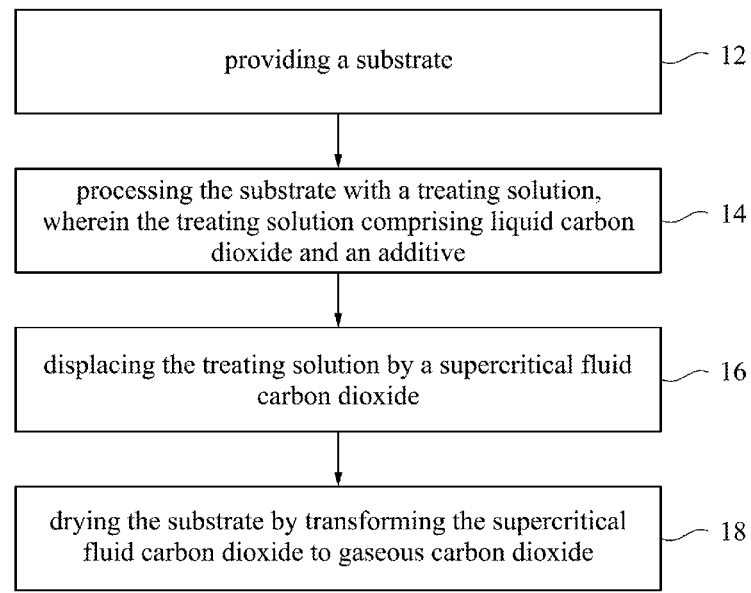 providing a substrate
12
processing the substrate with a treating solution,
wherein the treating solution comprising liquid carbon
dioxide and an additive
14
displacing the treating solution by a supercritical fluid
carbon dioxide
16
drying the substrate by transforming the supercritical
fluid carbon dioxide to gaseous carbon dioxide
18